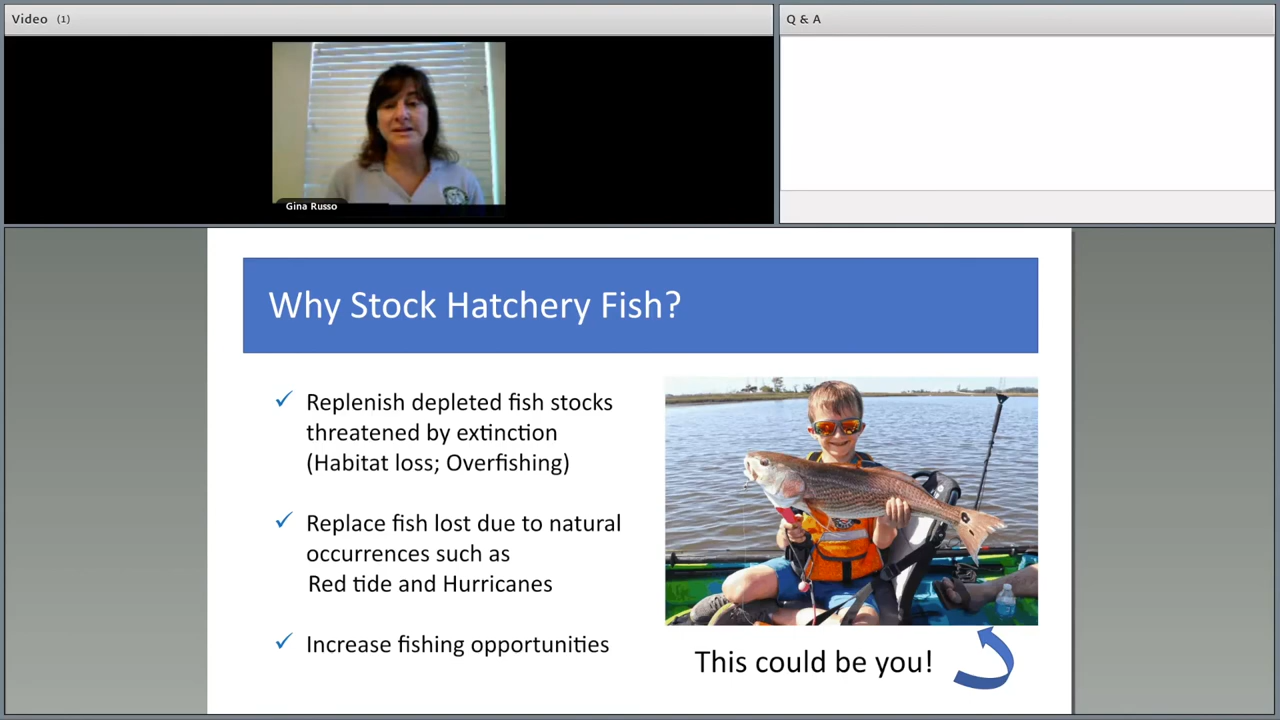 Video (1)
Q & A
Gina Russo
Why Stock Hatchery Fish?
Replenish depleted fish stocks
threatened by extinction
(Habitat loss; Overfishing)
Replace fish lost due to natural
occurrences such as
Red tide and Hurricanes
Increase fishing opportunities
This could be you!